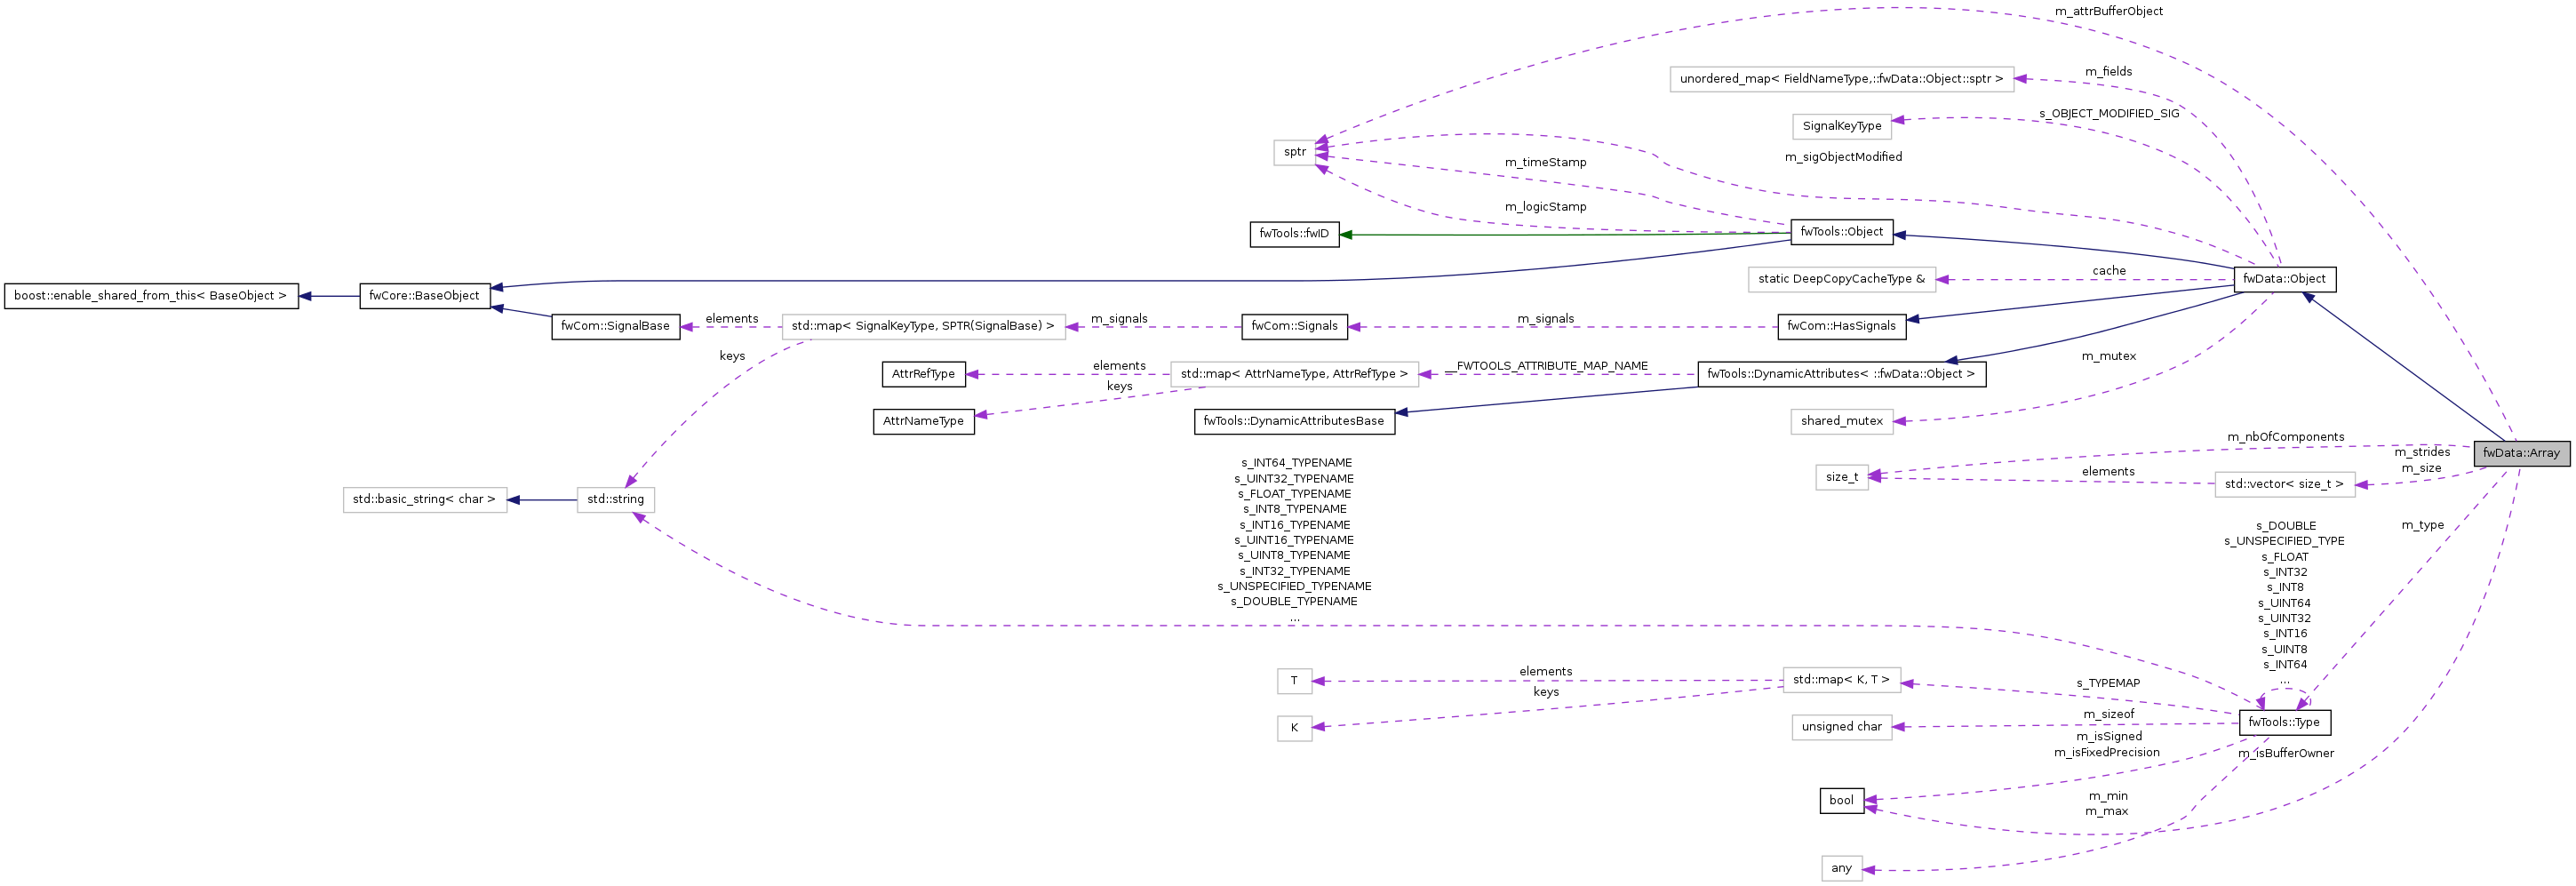 m_attrBufferObject
m_fields
unordered_map< FieldNameType,::fwData::Object::sptr >
s_OBJECT_MODIFIED_SIG
SignalKeyType
sptr
m_timeStamp
m_sigObjectModified
m_logicStamp
fwTools::fwID
fwTools::Object
cache
static DeepCopyCacheType &
fwData::Object
boost::enable_shared_from_this< BaseObject >
fwCore::BaseObject
elements
m_signals
m_signals
fwCom::SignalBase
std::map< SignalKeyType, SPTR(SignalBase) >
fwCom::Signals
fwCom::HasSignals
keys
m_mutex
elements
__FWTOOLS_ATTRIBUTE_MAP_NAME
AttrRefType
std::map< AttrNameType, AttrRefType >
fwTools::DynamicAttributes< ::fwData::Object >
keys
AttrNameType
fwTools::DynamicAttributesBase
shared_mutex
m_nbOfComponents
m_strides
m_size
fwData::Array
elements
size_t
std::vector< size_t >
s_INT64_TYPENAME
s_UINT32_TYPENAME
s_FLOAT_TYPENAME
s_INT8_TYPENAME
s_INT16_TYPENAME
s_UINT16_TYPENAME
s_UINT8_TYPENAME
s_INT32_TYPENAME
s_UNSPECIFIED_TYPENAME
s_DOUBLE_TYPENAME
...
std::basic_string< char >
std::string
m_type
s_DOUBLE
s_UNSPECIFIED_TYPE
s_FLOAT
s_INT32
s_INT8
s_UINT64
s_UINT32
s_INT16
s_UINT8
s_INT64
...
elements
T
std::map< K, T >
keys
K
s_TYPEMAP
m_sizeof
unsigned char
fwTools::Type
m_isSigned
m_isFixedPrecision
m_isBufferOwner
bool
m_min
m_max
any